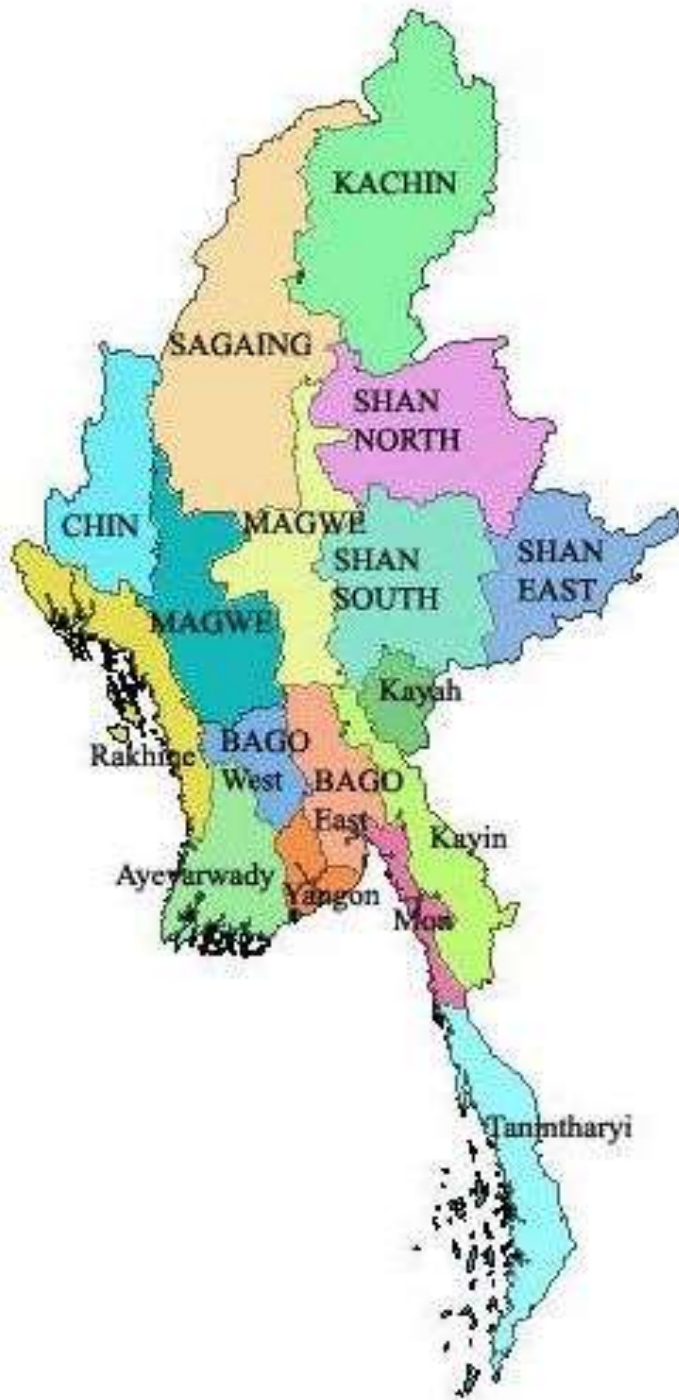 KACHIN
SAGAING
SHAN
NORTH
CHIN
MAGWE
SHAN
SOUTH
SHAN
EAST
MAGWE
Kayah
Rakhine
BAGO
West
BAGO
East
Kayin
Ayeyarwady
Yangon
Mon
Tanintharyi